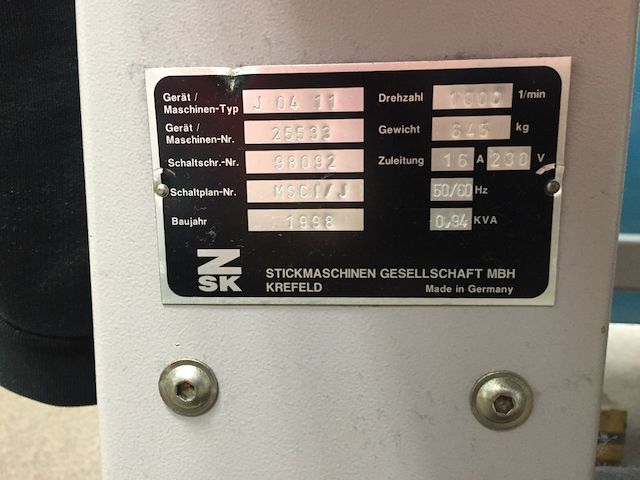 Gerät / Maschinen-Typ J 04 11
Gerät / Maschinen-Nr. 25533
Schaltschr.-Nr. 98092
Schaltplan-Nr. MSCI/J
Baujahr 1998
Drehzahl 1000 1/min
Gewicht 645 kg
Zuleitung 16 A 230 V
50/60 Hz
0,94 KVA
ZSK
STICKMASCHINEN GESELLSCHAFT MBH
KREFELD Made in Germany